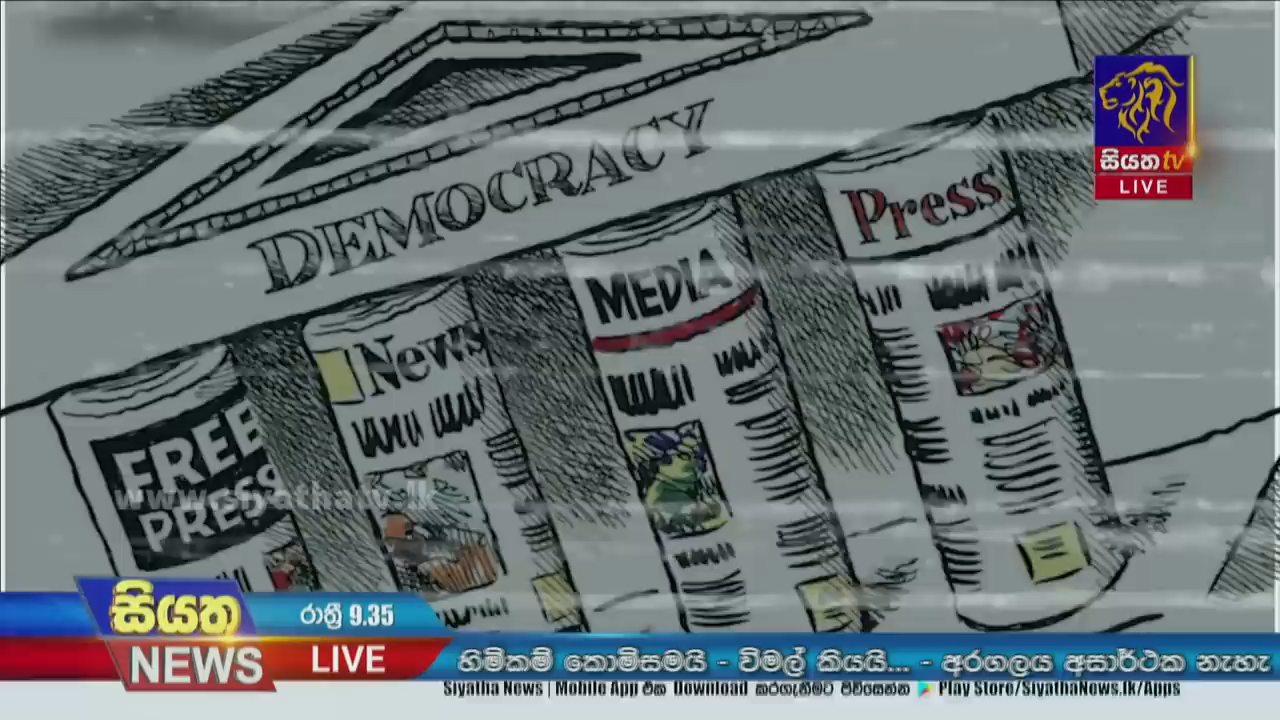 DEMOCRACY
Press
MEDIA
News
FREE
PRESS
සියත tv
LIVE
www.siyathatv.lk
සියත
NEWS
රාත්‍රී 9.35
LIVE
හිමිකම් කොමිසමයි - විමල් කියයි... - අරගලය අසාර්ථක නැහැ
Siyatha News | Mobile App එක Download කරගැනීමට පිවිසෙන්න Play Store/SiyathaNews.lk/Apps